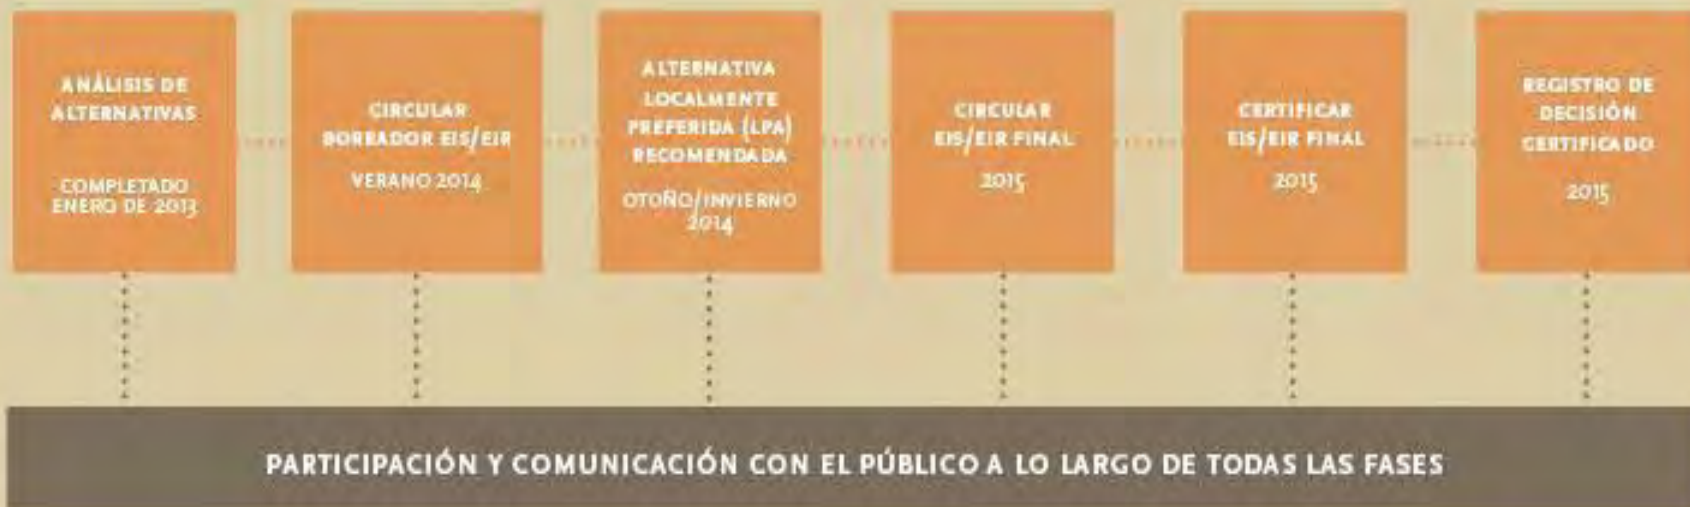 ANÁLISIS DE
ALTERNATIVAS
COMPLETADO
ENERO DE 2013
CIRCULAR
BORRADOR EIS/EIR
VERANO 2014
ALTERNATIVA
LOCALMENTE
PREFERIDA (LPA)
RECOMENDADA
OTOÑO/INVIERNO
2014
CIRCULAR
EIS/EIR FINAL
2015
CERTIFICAR
EIS/EIR FINAL
2015
REGISTRO DE
DECISIÓN
CERTIFICADO
2015
PARTICIPACIÓN Y COMUNICACIÓN CON EL PÚBLICO A LO LARGO DE TODAS LAS FASES